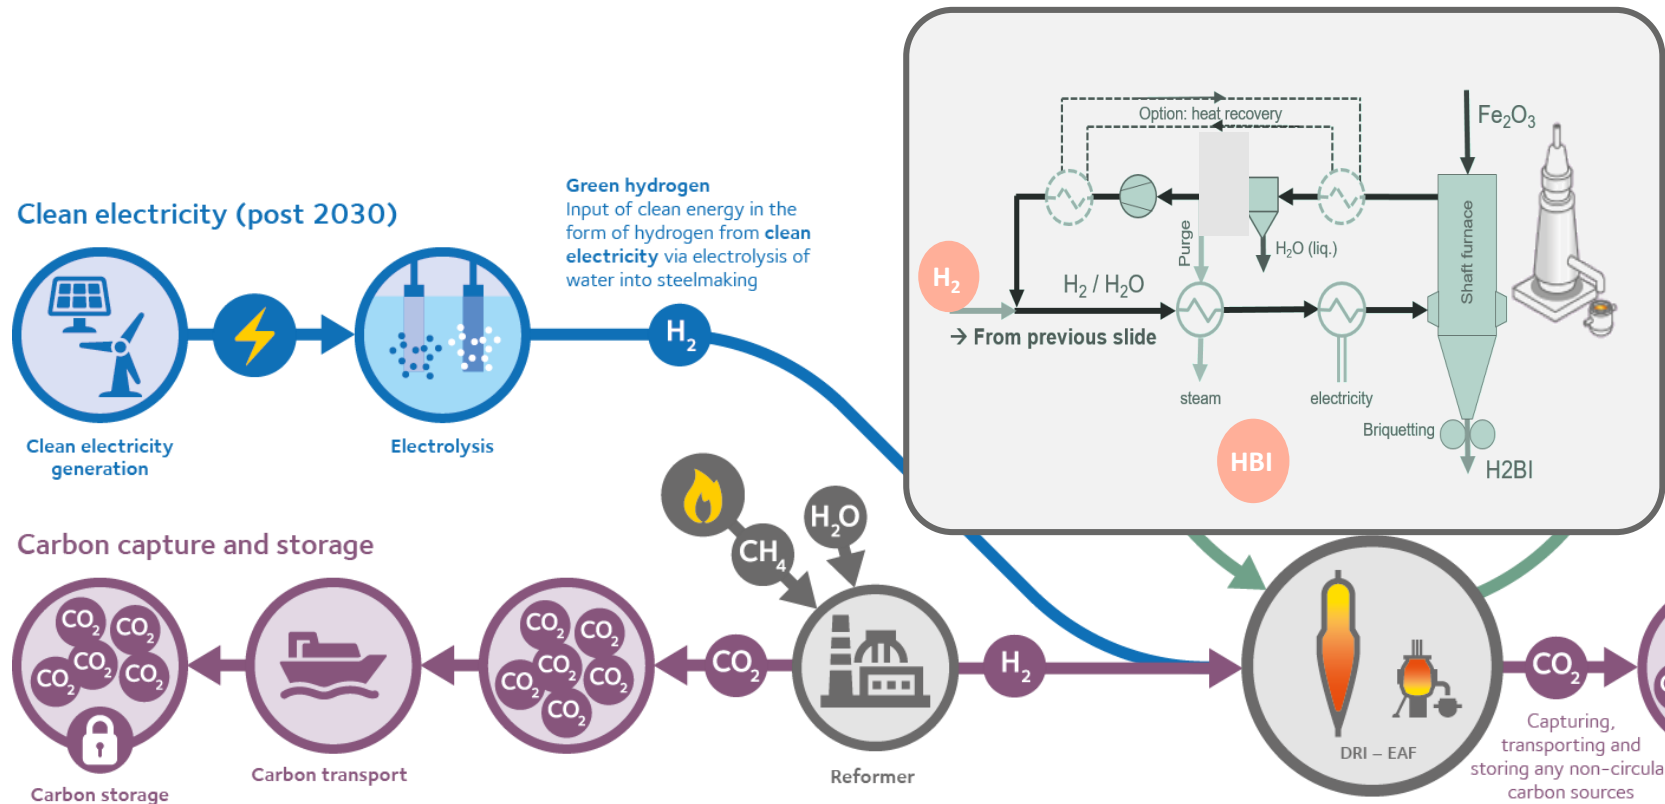 Clean electricity (post 2030)
Clean electricity
generation
Electrolysis
Green hydrogen
Input of clean energy in the
form of hydrogen from clean
electricity via electrolysis of
water into steelmaking
H₂
Option: heat recovery
Fe₂O₃
Shaft furnace
Purge
H₂O (liq.)
H₂
H₂ / H₂O
→ From previous slide
steam
electricity
Briquetting
HBI
H2BI
Carbon capture and storage
CH₄
H₂O
CO₂
CO₂
CO₂
CO₂
CO₂
Carbon storage
Carbon transport
CO₂
CO₂
CO₂
CO₂
CO₂
CO₂
CO₂
Reformer
H₂
DRI – EAF
CO₂
Capturing,
transporting and
storing any non-circula
carbon sources